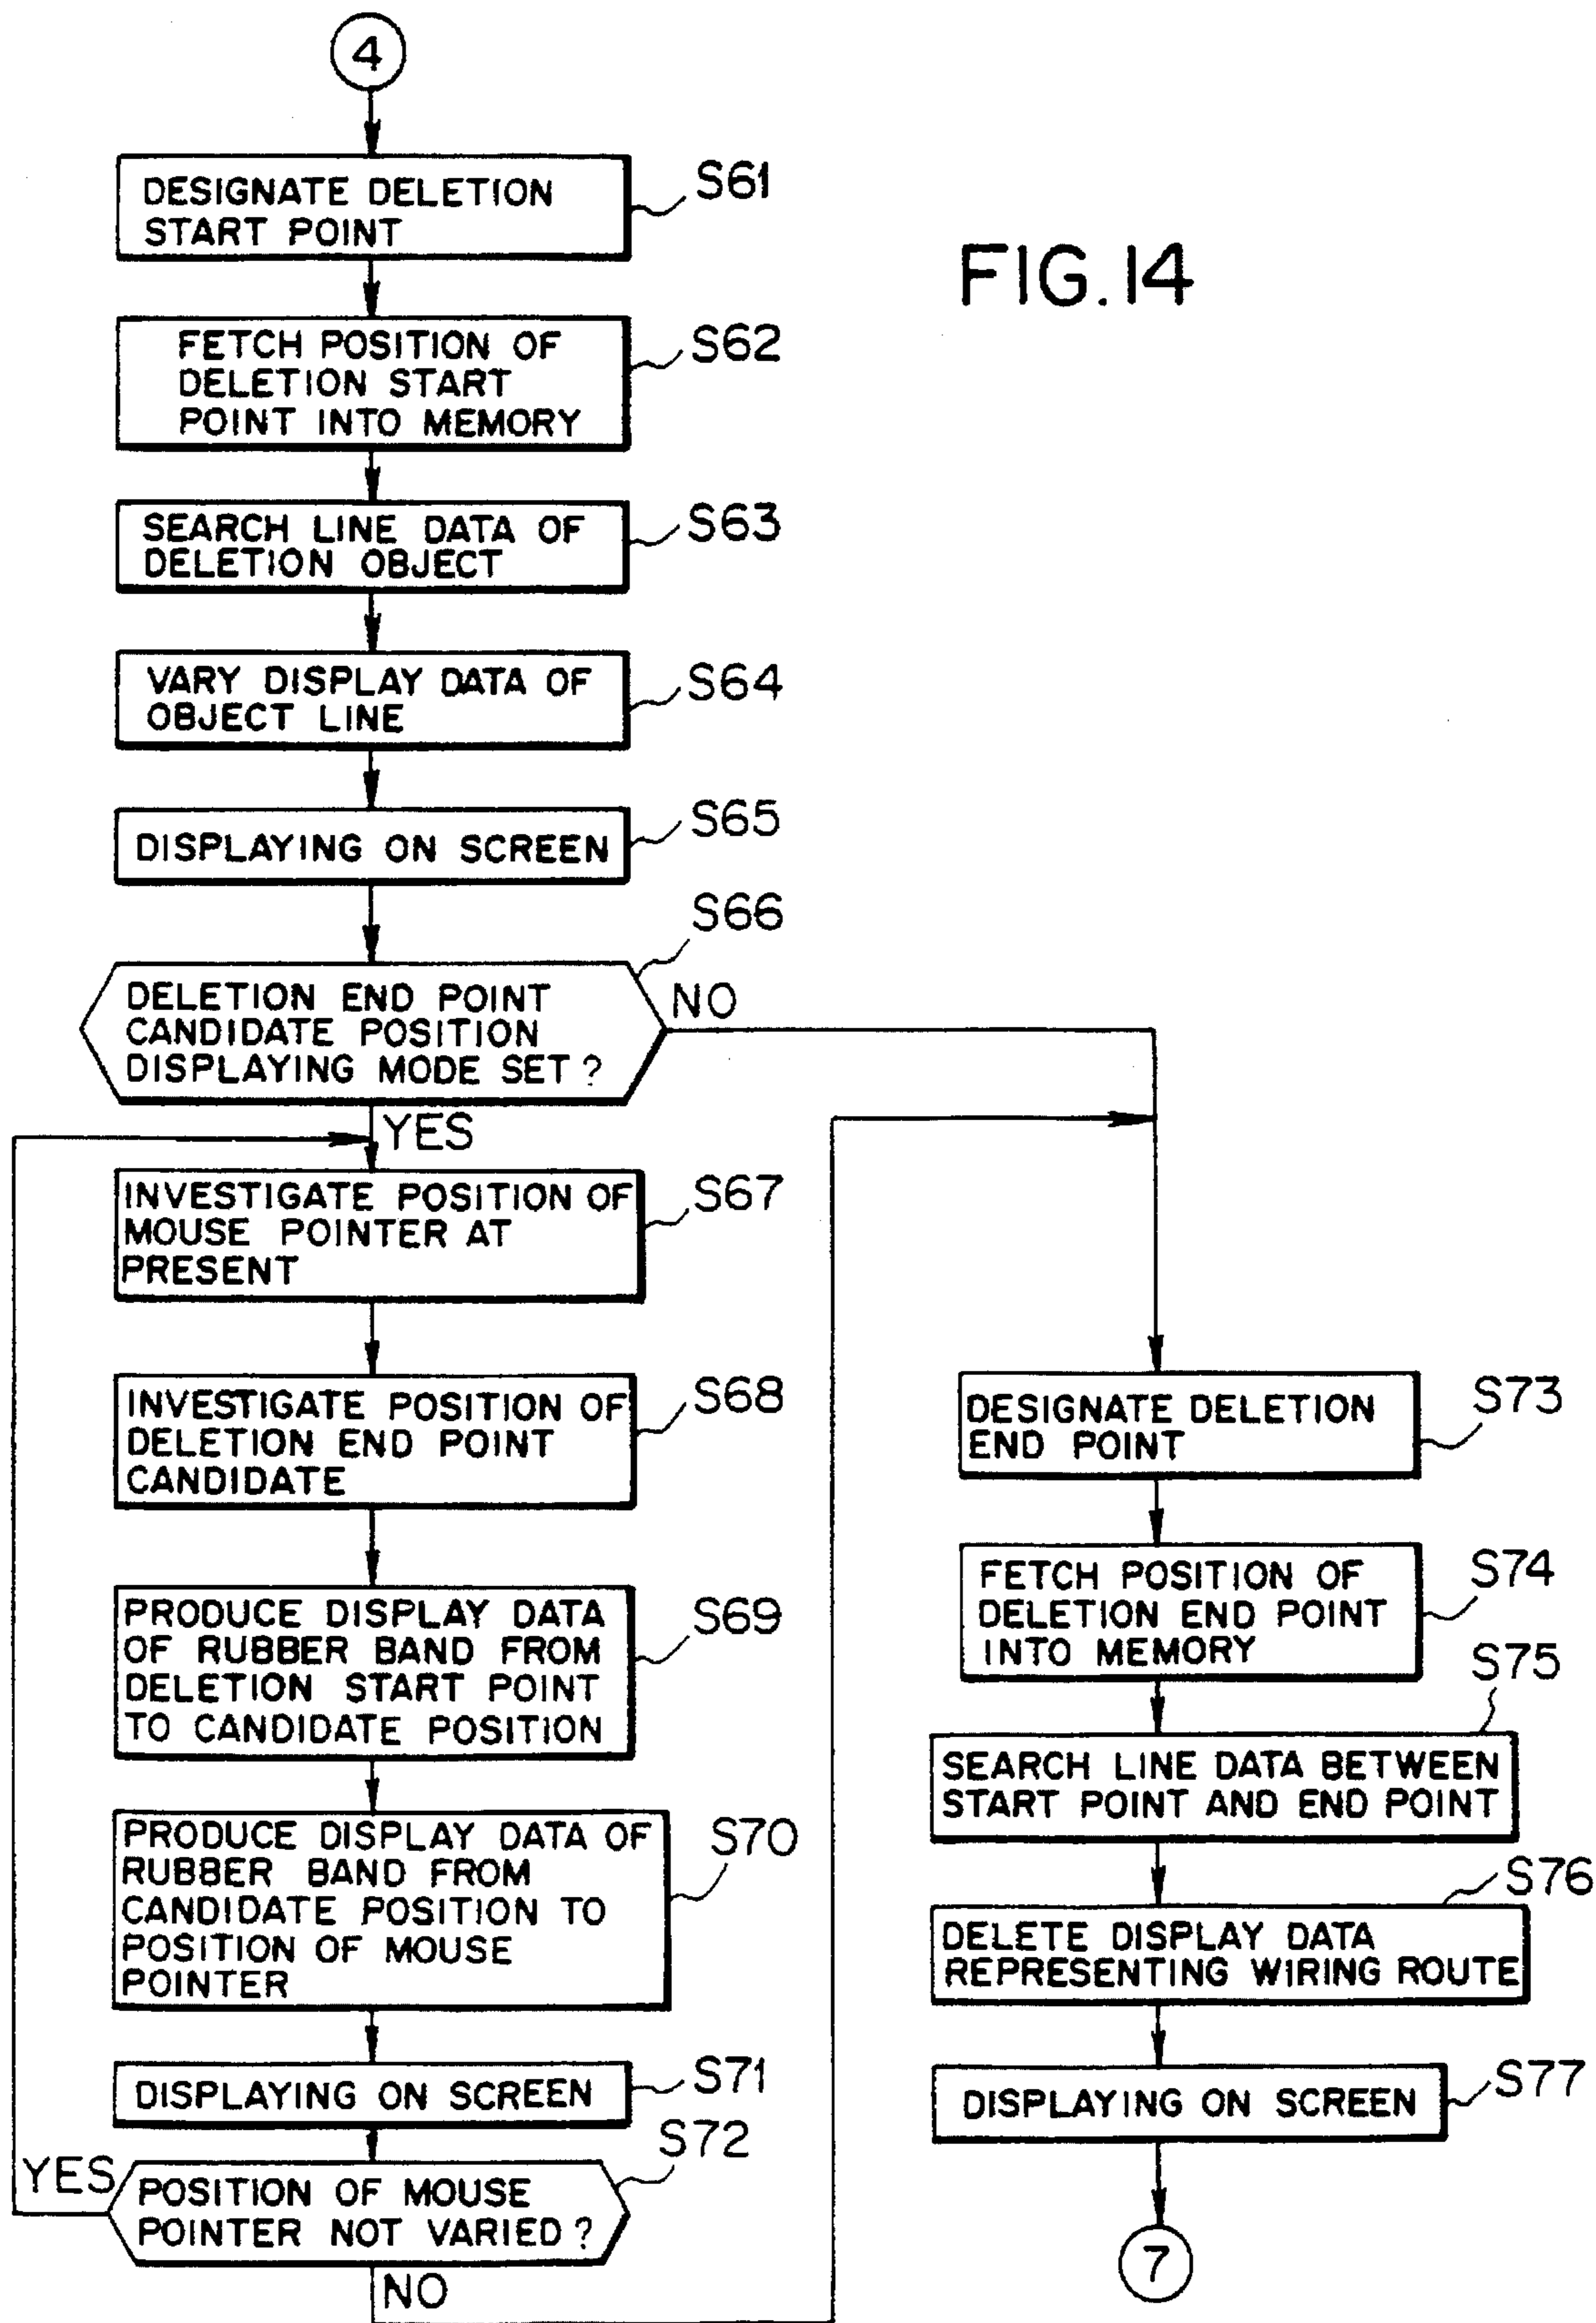 4
DESIGNATE DELETION
START POINT
S61
FIG. 14
FETCH POSITION OF
DELETION START
POINT INTO MEMORY
S62
SEARCH LINE DATA OF
DELETION OBJECT
S63
VARY DISPLAY DATA OF
OBJECT LINE
S64
DISPLAYING ON SCREEN
S65
S66
DELETION END POINT
CANDIDATE POSITION
DISPLAYING MODE SET ?
NO
YES
INVESTIGATE POSITION OF
MOUSE POINTER AT
PRESENT
S67
INVESTIGATE POSITION OF
DELETION END POINT
CANDIDATE
S68
PRODUCE DISPLAY DATA
OF RUBBER BAND FROM
DELETION START POINT
TO CANDIDATE POSITION
S69
PRODUCE DISPLAY DATA OF
RUBBER BAND FROM
CANDIDATE POSITION TO
POSITION OF MOUSE
POINTER
S70
DISPLAYING ON SCREEN
S71
S72
YES
POSITION OF MOUSE
POINTER NOT VARIED ?
NO
DESIGNATE DELETION
END POINT
S73
FETCH POSITION OF
DELETION END POINT
INTO MEMORY
S74
S75
SEARCH LINE DATA BETWEEN
START POINT AND END POINT
S76
DELETE DISPLAY DATA
REPRESENTING WIRING ROUTE
DISPLAYING ON SCREEN
S77
7